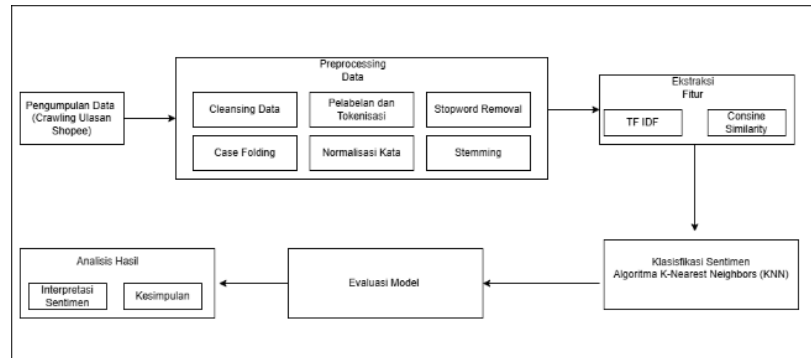 Pengumpulan Data
(Crawling Ulasan
Shopee)
Preprocessing
Data
Cleansing Data
Pelabelan dan
Tokenisasi
Stopword Removal
Case Folding
Normalisasi Kata
Stemming
Ekstraksi
Fitur
TF IDF
Consine
Similarity
Klasisfikasi Sentimen
Algoritma K-Nearest Neighbors (KNN)
Evaluasi Model
Analisis Hasil
Interpretasi
Sentimen
Kesimpulan